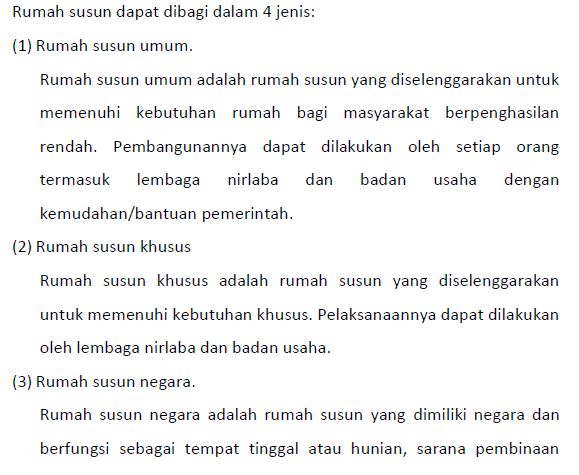 Rumah susun dapat dibagi dalam 4 jenis:
(1) Rumah susun umum.
Rumah susun umum adalah rumah susun yang diselenggarakan untuk
memenuhi kebutuhan rumah bagi masyarakat berpenghasilan
rendah. Pembangunannya dapat dilakukan oleh setiap orang
termasuk lembaga nirlaba dan badan usaha dengan
kemudahan/bantuan pemerintah.
(2) Rumah susun khusus
Rumah susun khusus adalah rumah susun yang diselenggarakan
untuk memenuhi kebutuhan khusus. Pelaksanaannya dapat dilakukan
oleh lembaga nirlaba dan badan usaha.
(3) Rumah susun negara.
Rumah susun negara adalah rumah susun yang dimiliki negara dan
berfungsi sebagai tempat tinggal atau hunian, sarana pembinaan